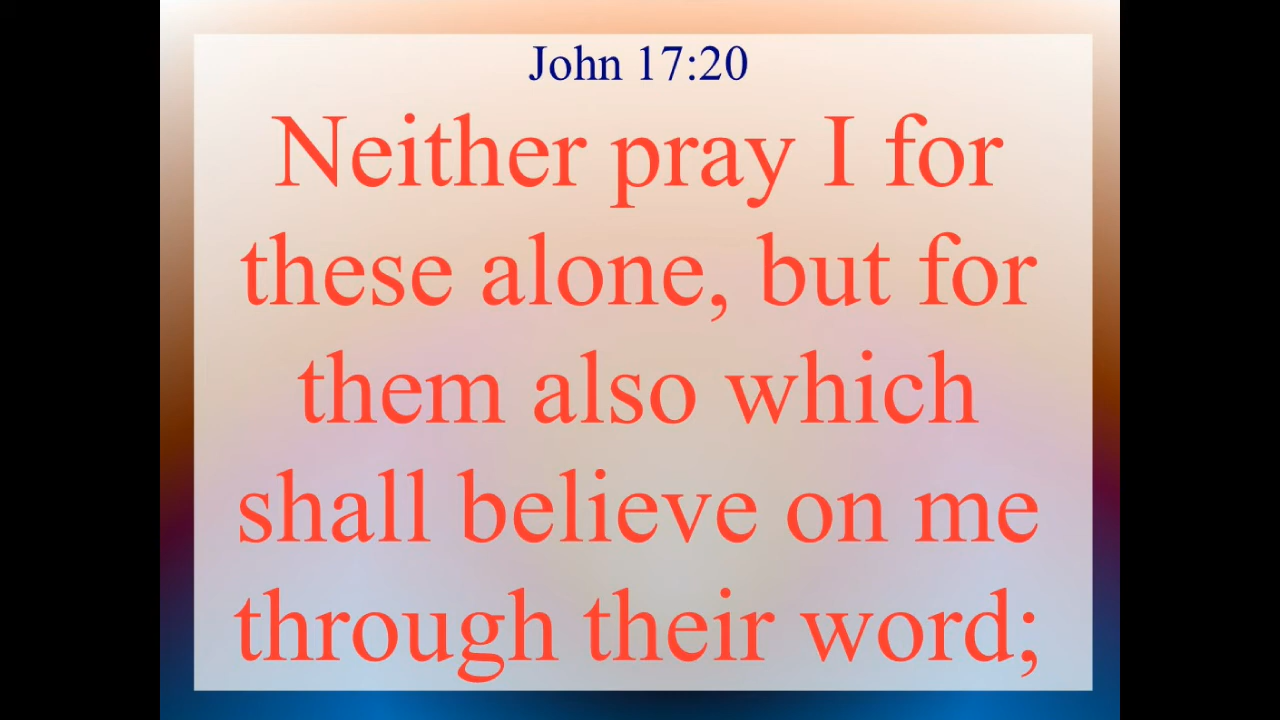 John 17:20
Neither pray I for
these alone, but for
them also which
shall believe on me
through their word;